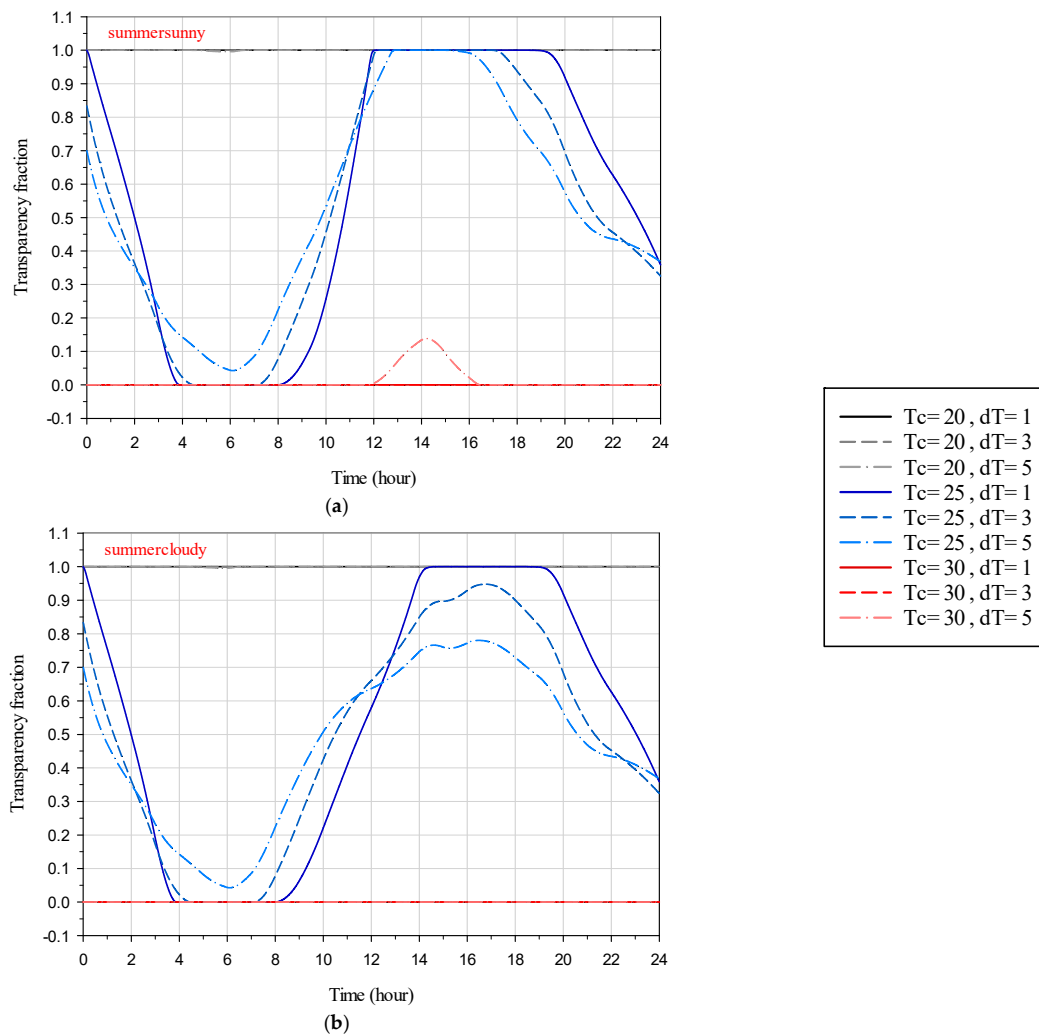 1.1
summersunny
1.0
0.9
0.8
0.7
0.6
0.5
0.4
0.3
0.2
0.1
0.0
-0.1
Transparency fraction
0 2 4 6 8 10 12 14 16 18 20 22 24
Time (hour)
(a)
1.1
summercloudy
1.0
0.9
0.8
0.7
0.6
0.5
0.4
0.3
0.2
0.1
0.0
-0.1
Transparency fraction
0 2 4 6 8 10 12 14 16 18 20 22 24
Time (hour)
(b)
Tc= 20 , dT= 1
Tc= 20 , dT= 3
Tc= 20 , dT= 5
Tc= 25 , dT= 1
Tc= 25 , dT= 3
Tc= 25 , dT= 5
Tc= 30 , dT= 1
Tc= 30 , dT= 3
Tc= 30 , dT= 5